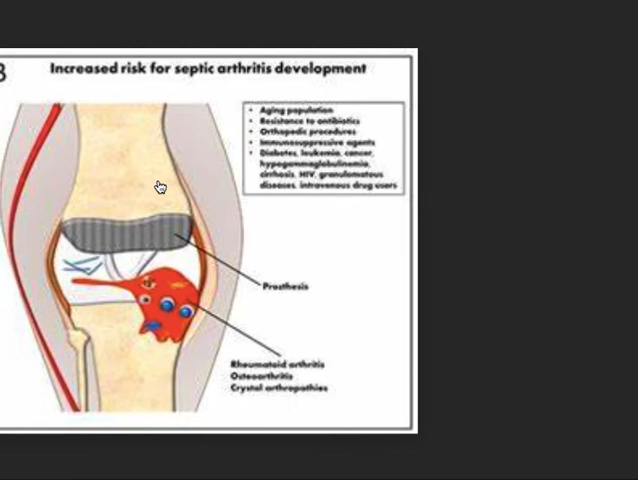 B
Increased risk for septic arthritis development
• Aging population
• Resistance to antibiotics
• Orthopedic procedures
• Immunosuppressive agents
• Diabetes, leukemia, cancer,
hypogammaglobulinemia,
cirrhosis, HIV, granulomatous
diseases, intravenous drug users
Prosthesis
Rheumatoid arthritis
Osteoarthritis
Crystal arthropathies